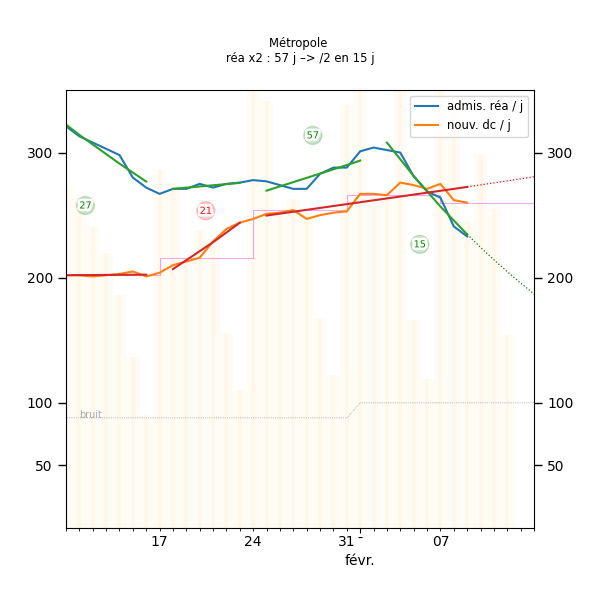 Métropole
réa x2 : 57 j –> /2 en 15 j
admis. réa / j
nouv. dc / j
300
300
57
27
21
15
200
200
100
100
bruit
50
50
17
24
31
07
févr.